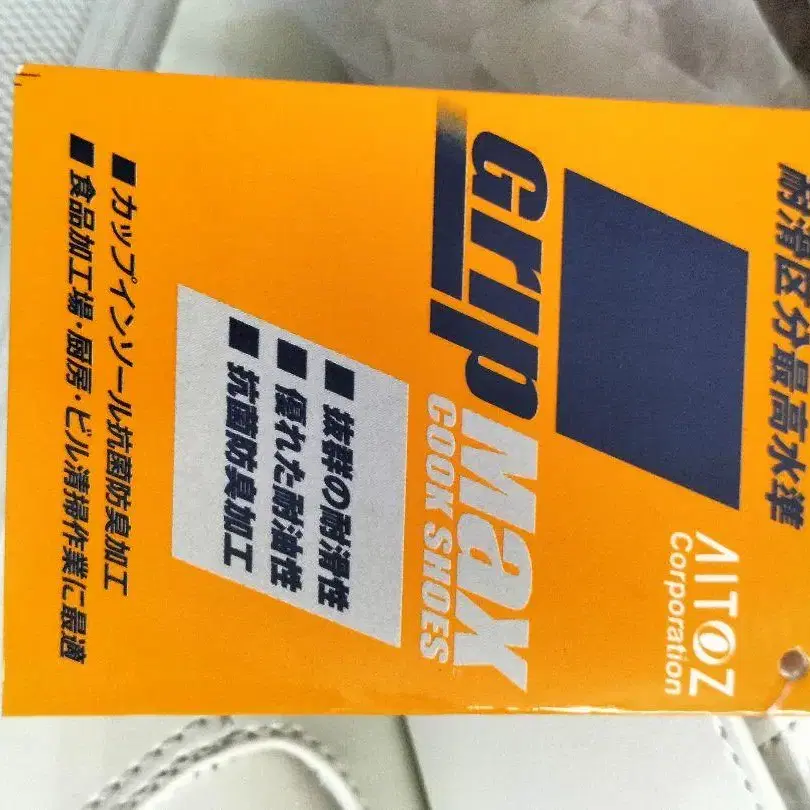 耐滑区分最高水準
AITOZ
Corporation
GripMax
COOK SHOES
■ 抜群の耐滑性
■ 優れた耐油性
■ 抗菌防臭加工
■ カップインソール抗菌防臭加工
■ 食品加工場・厨房・ビル清掃作業に最適